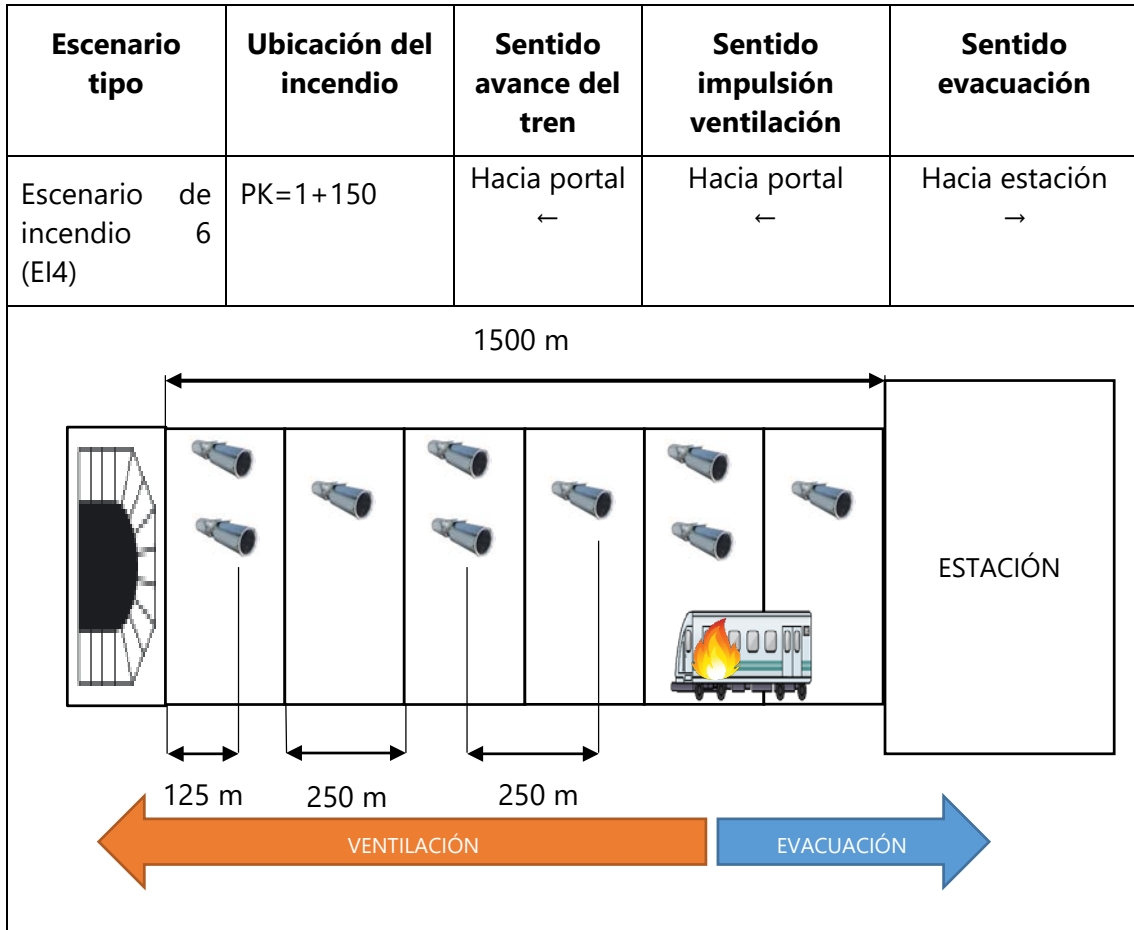 Escenario
tipo
Ubicación del
incendio
Sentido
avance del
tren
Sentido
impulsión
ventilación
Sentido
evacuación
Escenario de
incendio 6
(EI4)
PK=1+150
Hacia portal
←
Hacia portal
←
Hacia estación
→
1500 m
ESTACIÓN
125 m
250 m
250 m
VENTILACIÓN
EVACUACIÓN